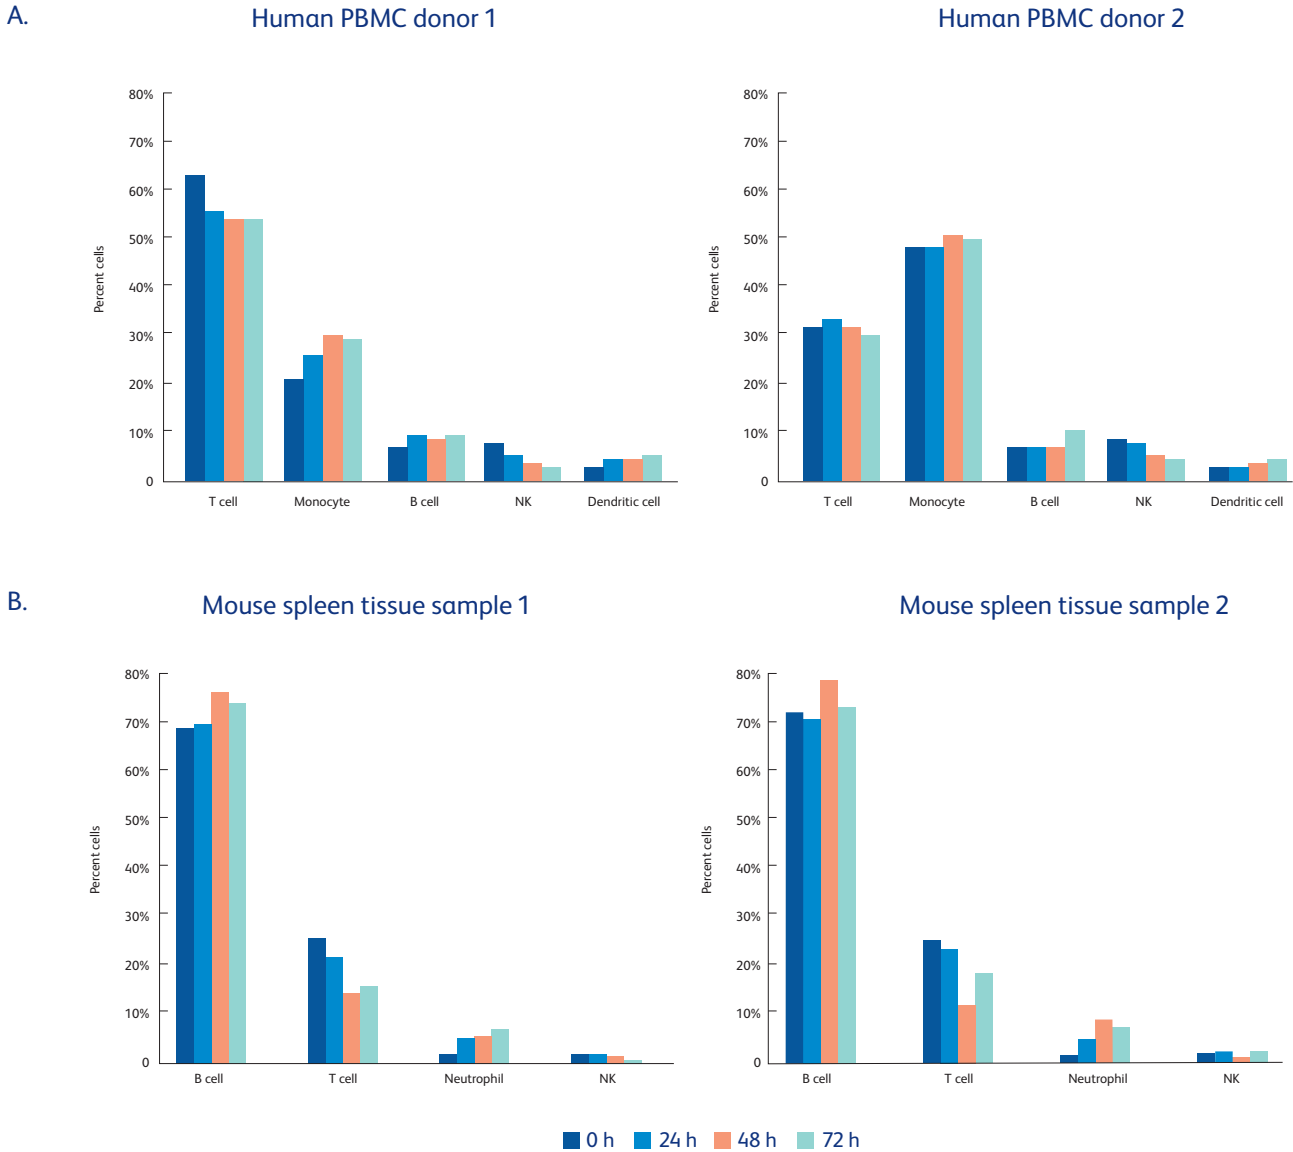 A.
Human PBMC donor 1
Human PBMC donor 2
80%
70%
60%
50%
40%
30%
20%
10%
0
Percent cells
T cell Monocyte B cell NK Dendritic cell
80%
70%
60%
50%
40%
30%
20%
10%
0
Percent cells
T cell Monocyte B cell NK Dendritic cell
B.
Mouse spleen tissue sample 1
Mouse spleen tissue sample 2
80%
70%
60%
50%
40%
30%
20%
10%
0
Percent cells
B cell T cell Neutrophil NK
80%
70%
60%
50%
40%
30%
20%
10%
0
Percent cells
B cell T cell Neutrophil NK
0 h 24 h 48 h 72 h